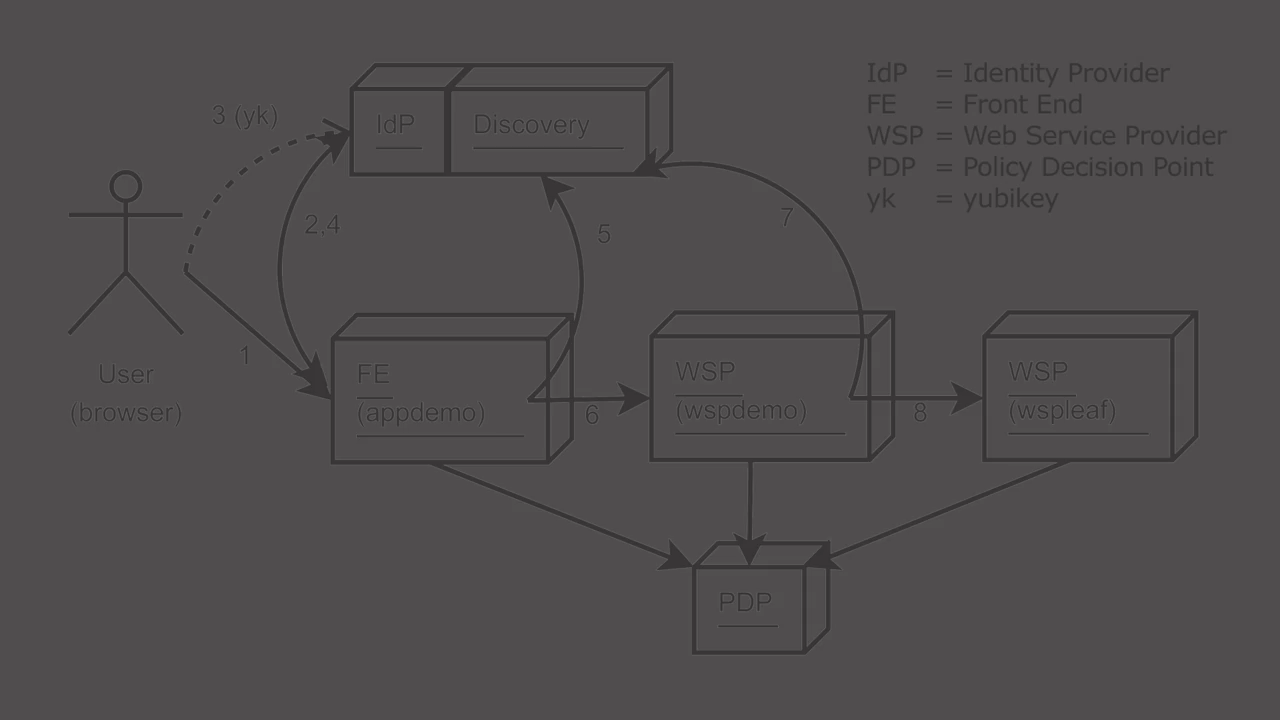 3 (yk)
IdP
Discovery
IdP = Identity Provider
FE = Front End
WSP = Web Service Provider
PDP = Policy Decision Point
yk = yubikey
2,4
5
7
1
User
(browser)
FE
(appdemo)
6
WSP
(wspdemo)
8
WSP
(wspleaf)
PDP